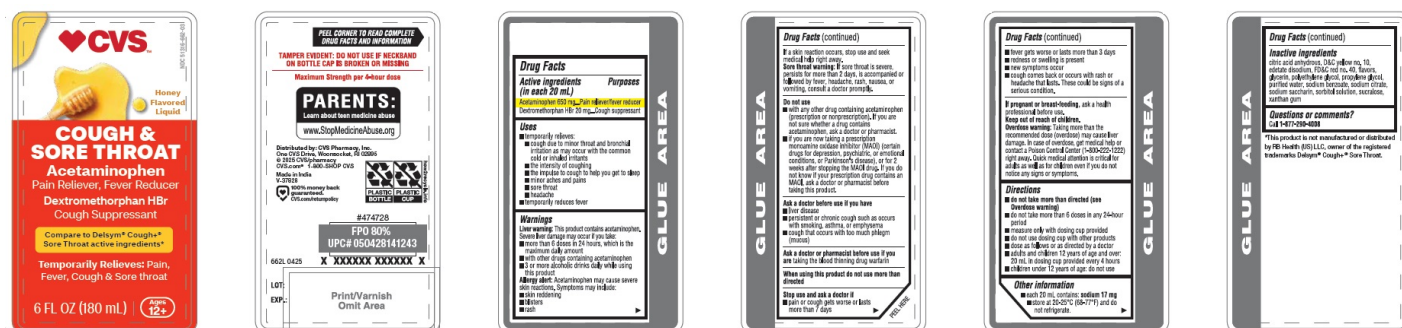 CVS
Honey
Flavored
Liquid
COUGH &
SORE THROAT
Acetaminophen
Pain Reliever, Fever Reducer
Dextromethorphan HBr
Cough Suppressant
Compare to Delsym® Cough+®
Sore Throat active ingredients*
Temporarily Relieves: Pain,
Fever, Cough & Sore throat
6 FL OZ (180 mL)
Ages
12+
PEEL CORNER TO READ COMPLETE
DRUG FACTS AND INFORMATION
TAMPER EVIDENT: DO NOT USE IF NECKBAND
ON BOTTLE CAP IS BROKEN OR MISSING
Maximum Strength per 4-hour dose
PARENTS:
Learn about teen medicine abuse
www.StopMedicineAbuse.org
Distributed by: CVS Pharmacy, Inc.
One CVS Drive, Woonsocket, RI 02895
© 2025 CVS/pharmacy
CVS.com® 1-800-SHOP CVS
Made in India
V-37828
100% money back
guaranteed.
CVS.com/returnpolicy
PLASTIC
BOTTLE
PLASTIC
CUP
#474728
FPO 80%
UPC# 050428141243
X XXXXXX XXXXXX X
662L 0425
LOT:
EXP.:
Print/Varnish
Omit Area
Drug Facts
Active ingredients Purposes
(in each 20 mL)
Acetaminophen 650 mg Pain reliever/fever reducer
Dextromethorphan HBr 20 mg Cough suppressant
Uses
■ temporarily relieves:
■ cough due to minor throat and bronchial
irritation as may occur with the common
cold or inhaled irritants
■ the intensity of coughing
■ the impulse to cough to help you get to sleep
■ minor aches and pains
■ sore throat
■ headache
■ temporarily reduces fever
Warnings
Liver warning: This product contains acetaminophen.
Severe liver damage may occur if you take:
■ more than 6 doses in 24 hours, which is the
maximum daily amount
■ with other drugs containing acetaminophen
■ 3 or more alcoholic drinks daily while using
this product
Allergy alert: Acetaminophen may cause severe
skin reactions. Symptoms may include:
■ skin reddening
■ blisters
■ rash
GLUE AREA
Drug Facts (continued)
If a skin reaction occurs, stop use and seek
medical help right away.
Sore throat warning: If sore throat is severe,
persists for more than 2 days, is accompanied or
followed by fever, headache, rash, nausea, or
vomiting, consult a doctor promptly.
Do not use
■ with any other drug containing acetaminophen
(prescription or nonprescription). If you are
not sure whether a drug contains
acetaminophen, ask a doctor or pharmacist.
■ if you are now taking a prescription
monoamine oxidase inhibitor (MAOI) (certain
drugs for depression, psychiatric, or emotional
conditions, or Parkinson's disease), or for 2
weeks after stopping the MAOI drug. If you do
not know if your prescription drug contains an
MAOI, ask a doctor or pharmacist before
taking this product.
Ask a doctor before use if you have
■ liver disease
■ persistent or chronic cough such as occurs
with smoking, asthma, or emphysema
■ cough that occurs with too much phlegm
(mucus)
Ask a doctor or pharmacist before use if you
are taking the blood thinning drug warfarin
When using this product do not use more than
directed
Stop use and ask a doctor if
■ pain or cough gets worse or lasts
more than 7 days
PEEL HERE
GLUE AREA
Drug Facts (continued)
■ fever gets worse or lasts more than 3 days
■ redness or swelling is present
■ new symptoms occur
■ cough comes back or occurs with rash or
headache that lasts. These could be signs of a
serious condition.
If pregnant or breast-feeding, ask a health
professional before use.
Keep out of reach of children.
Overdose warning: Taking more than the
recommended dose (overdose) may cause liver
damage. In case of overdose, get medical help or
contact a Poison Control Center (1-800-222-1222)
right away. Quick medical attention is critical for
adults as well as for children even if you do not
notice any signs or symptoms.
Directions
■ do not take more than directed (see
Overdose warning)
■ do not take more than 6 doses in any 24-hour
period
■ measure only with dosing cup provided
■ do not use dosing cup with other products
■ dose as follows or as directed by a doctor
■ adults and children 12 years of age and over:
20 mL in dosing cup provided every 4 hours
■ children under 12 years of age: do not use
Other information
■ each 20 mL contains: sodium 17 mg
■ store at 20-25°C (68-77°F) and do
not refrigerate.
GLUE AREA
Drug Facts (continued)
Inactive ingredients
citric acid anhydrous, D&C yellow no. 10,
edetate disodium, FD&C red no. 40, flavors,
glycerin, polyethylene glycol, propylene glycol,
purified water, sodium benzoate, sodium citrate,
sodium saccharin, sorbitol solution, sucralose,
xanthan gum
Questions or comments?
Call 1-877-290-4008
*This product is not manufactured or distributed
by RB Health (US) LLC, owner of the registered
trademarks Delsym® Cough+® Sore Throat.